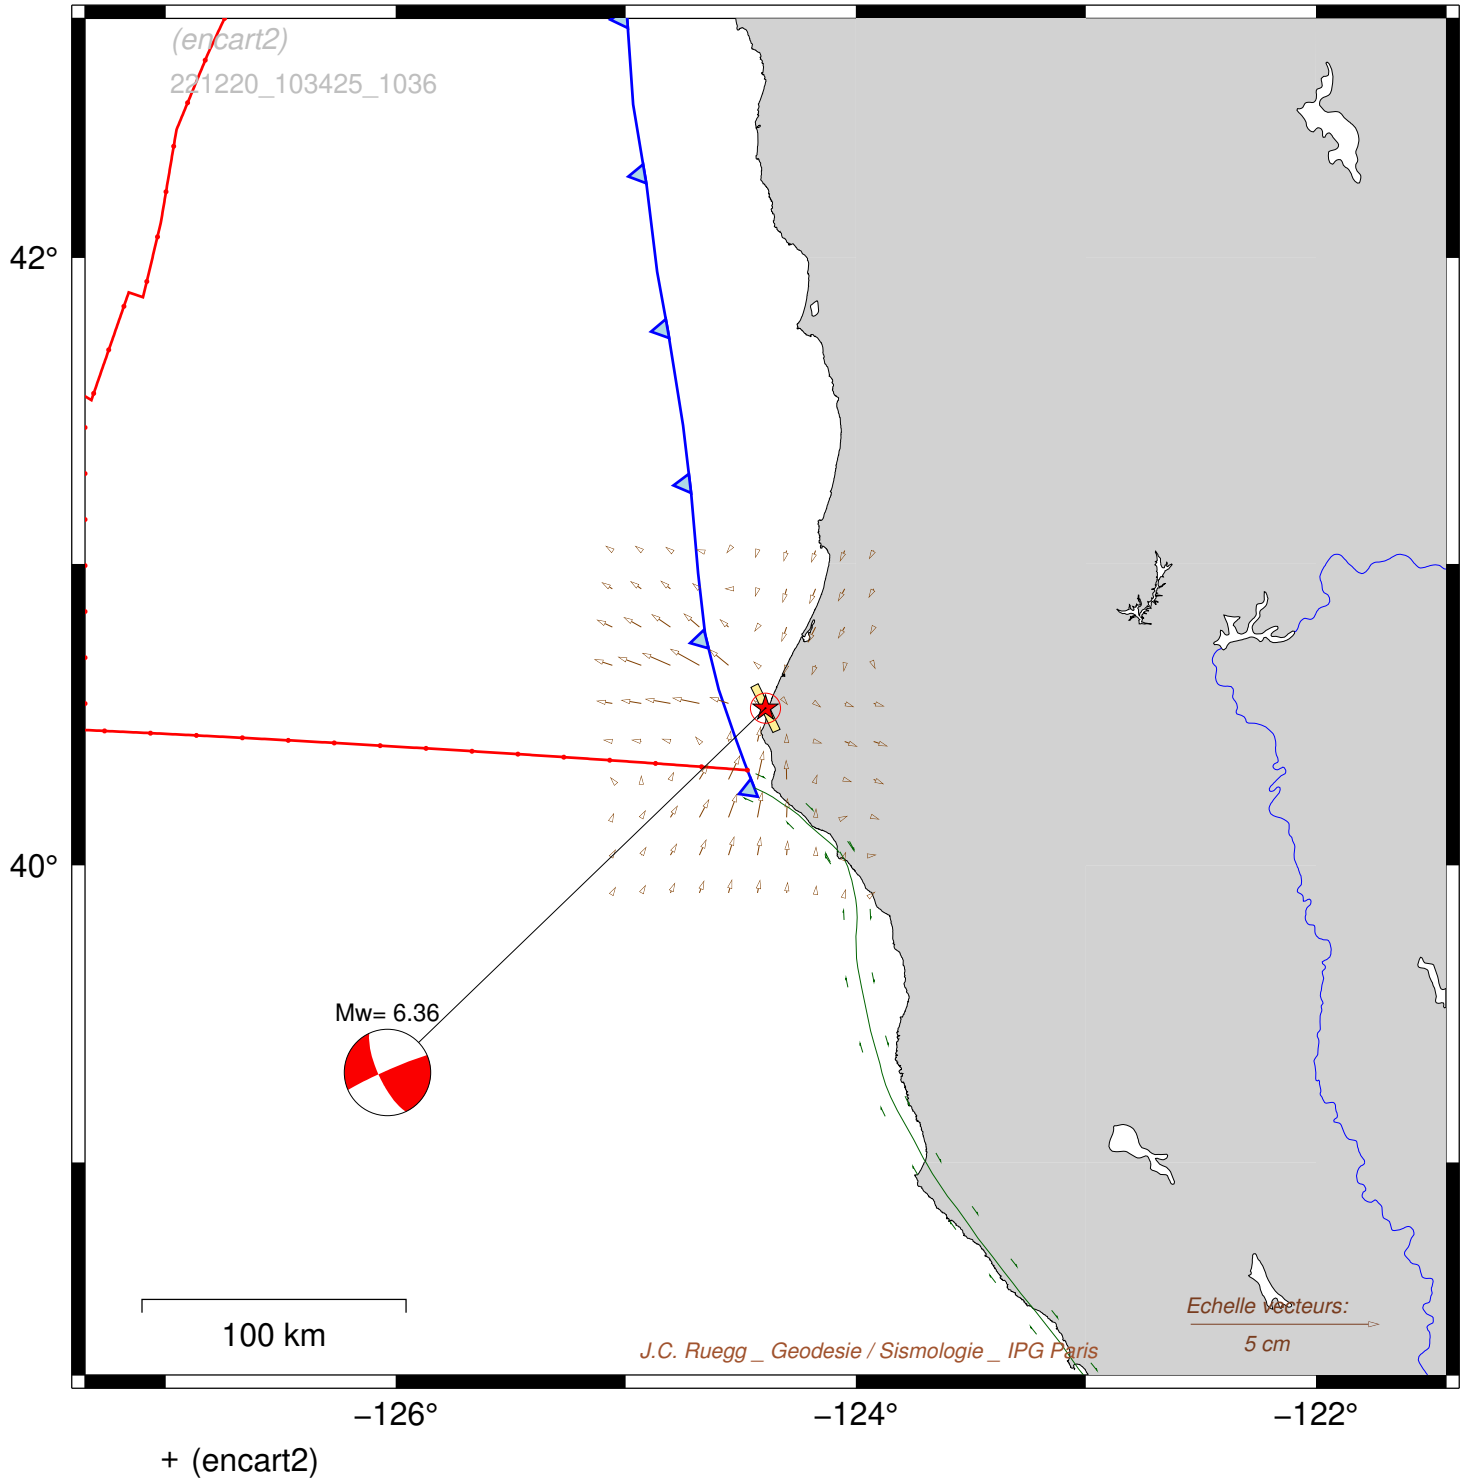 (encart2)
221220_103425_1036
42°
40°
Mw= 6.36
100 km
Echelle vecteurs:
5 cm
J.C. Ruegg _ Geodesie / Sismologie _ IPG Paris
−126°
−124°
−122°
+ (encart2)